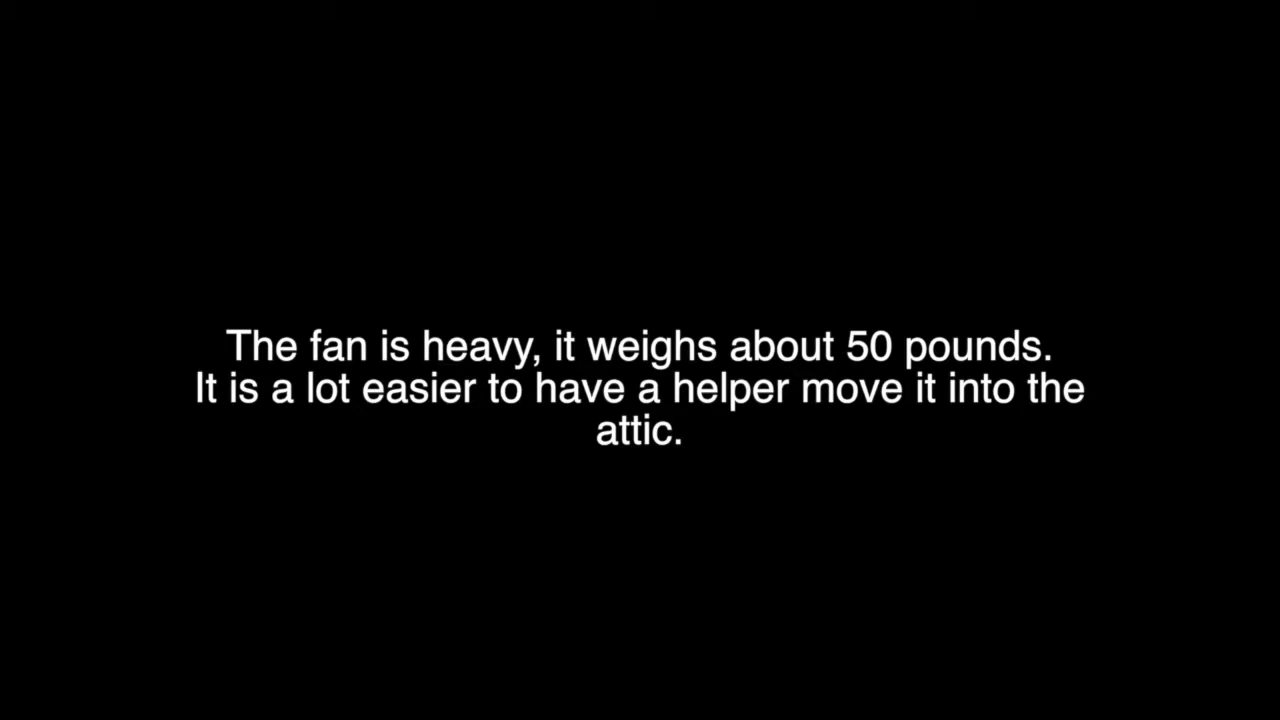 The fan is heavy, it weighs about 50 pounds.
It is a lot easier to have a helper move it into the
attic.